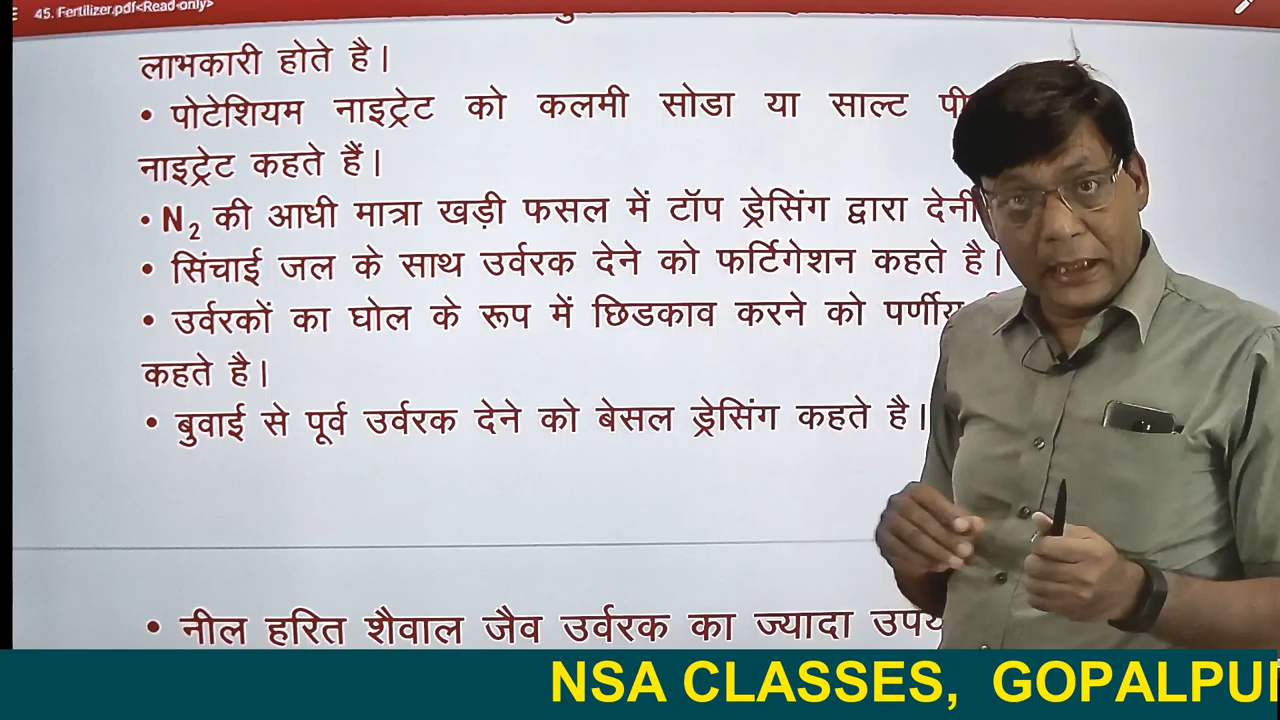 45. Fertilizer.pdf<Read-only>
लाभकारी होते है।
• पोटेशियम नाइट्रेट को कलमी सोडा या साल्ट
नाइट्रेट कहते हैं।
• N₂ की आधी मात्रा खड़ी फसल में टॉप ड्रेसिंग द्वारा देनी
• सिंचाई जल के साथ उर्वरक देने को फर्टिगेशन कहते है।
• उर्वरकों का घोल के रूप में छिडकाव करने को पर्णीय
कहते है।
• बुवाई से पूर्व उर्वरक देने को बेसल ड्रेसिंग कहते है।
• नील हरित शैवाल जैव उर्वरक का ज्यादा
NSA CLASSES, GOPALPU